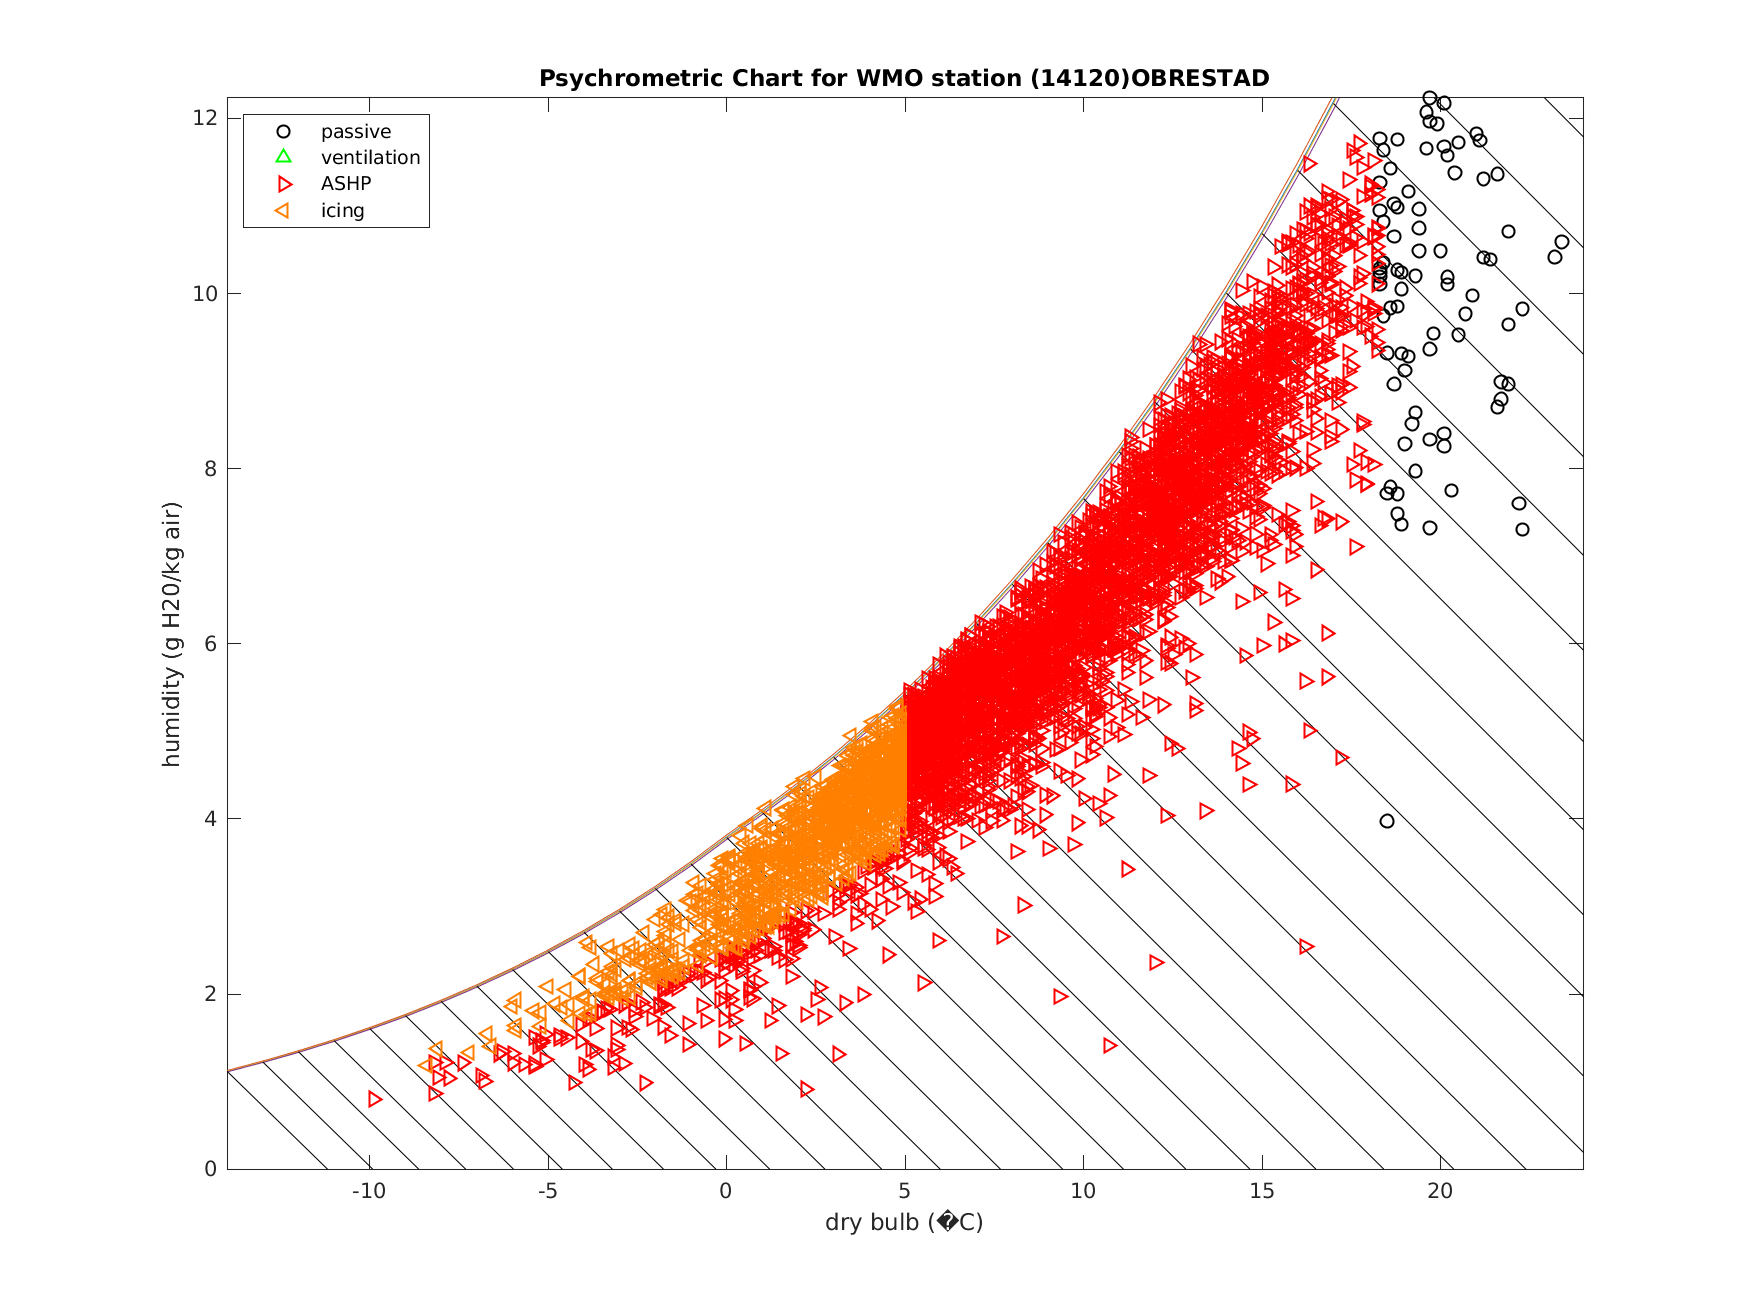 Psychrometric Chart for WMO station (14120)OBRESTAD
passive
ventilation
ASHP
icing
humidity (g H20/kg air)
12
10
8
6
4
2
0
-10 -5 0 5 10 15 20
dry bulb (�C)